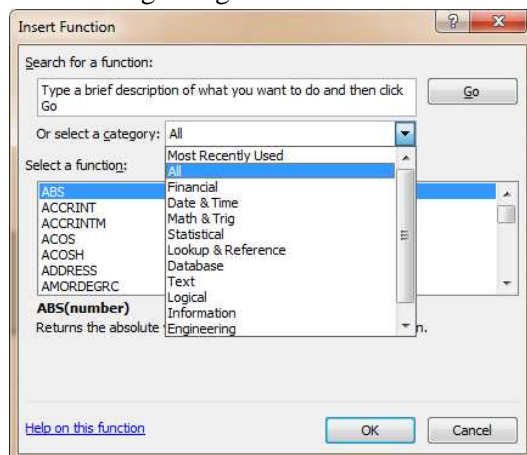 Insert Function
Search for a function:
Type a brief description of what you want to do and then click
Go
Go
Or select a category: All
Most Recently Used
All
Financial
Date & Time
Math & Trig
Statistical
Lookup & Reference
Database
Text
Logical
Information
Engineering
Select a function:
ABS
ACCRINT
ACCRINTM
ACOS
ACOSH
ADDRESS
AMORDEGRC
ABS(number)
Returns the absolute
n.
Help on this function
OK
Cancel